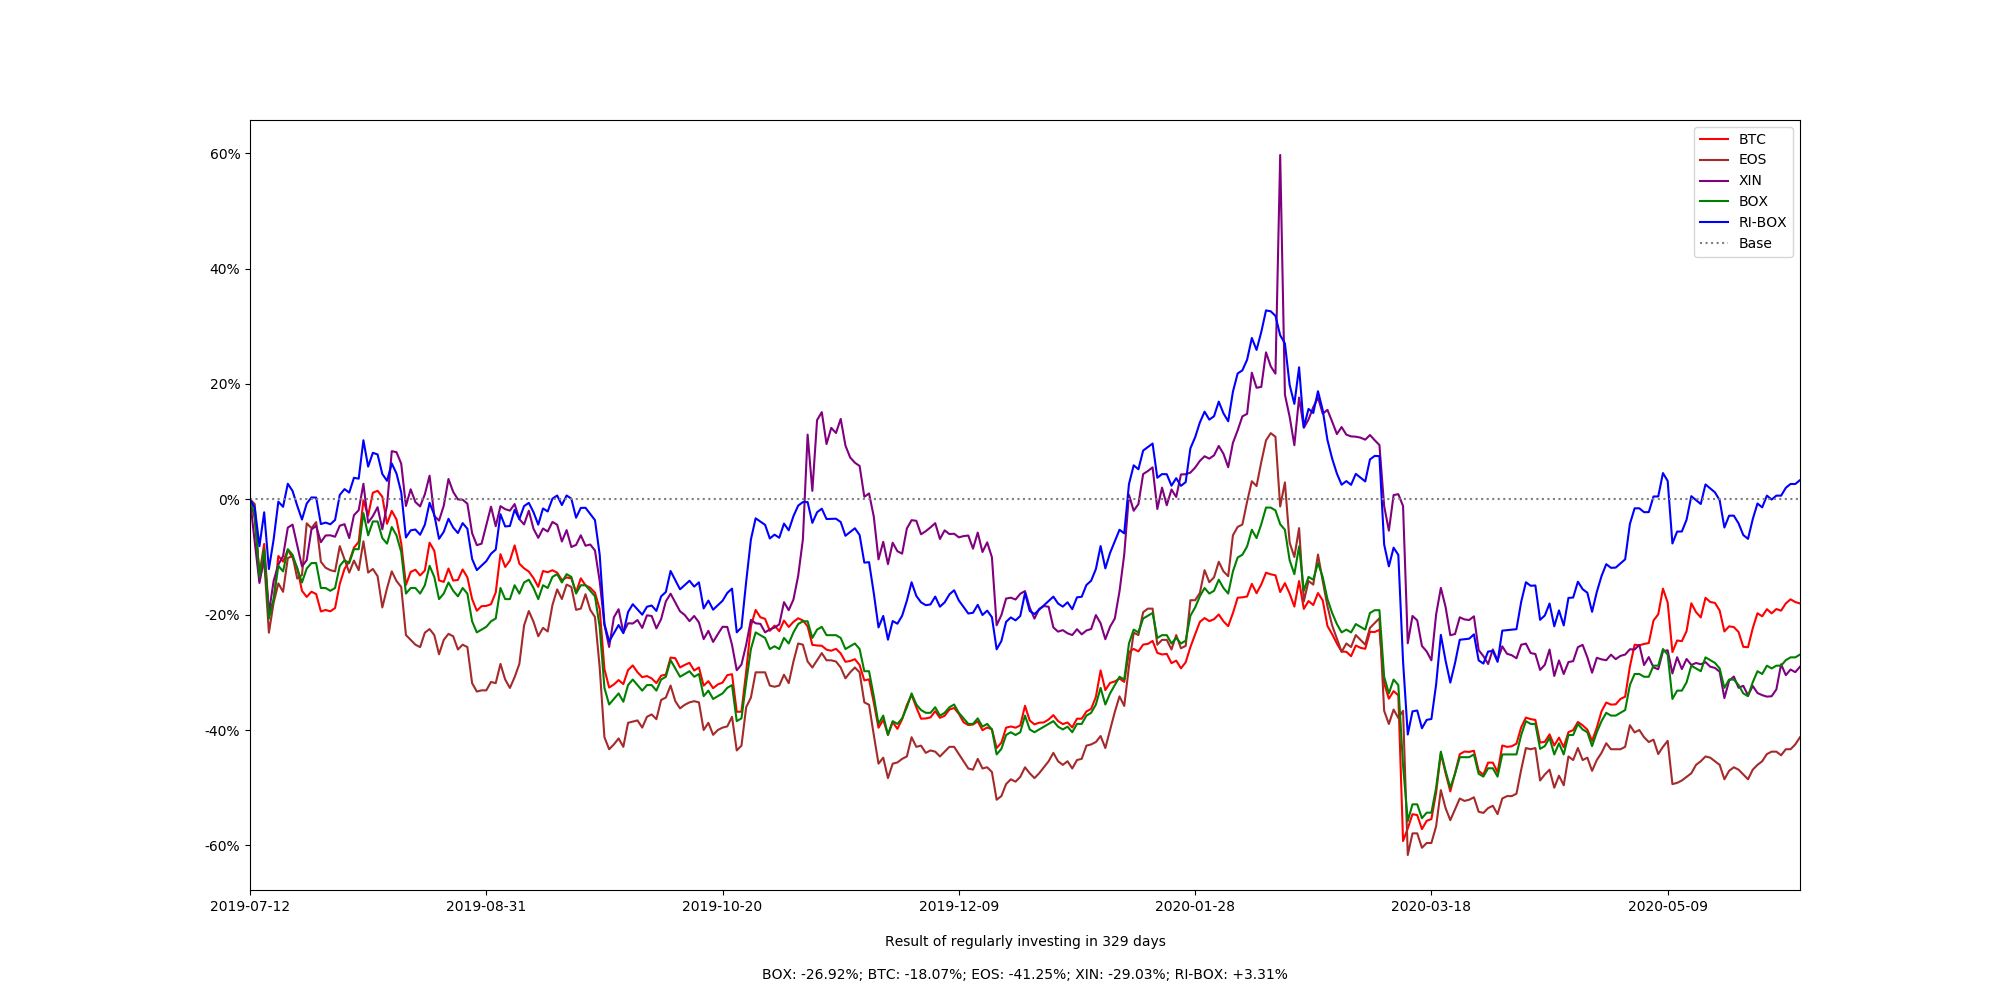 60%
40%
20%
0%
-20%
-40%
-60%
BTC
EOS
XIN
BOX
RI-BOX
Base
2019-07-12 2019-08-31 2019-10-20 2019-12-09 2020-01-28 2020-03-18 2020-05-09
Result of regularly investing in 329 days
BOX: -26.92%; BTC: -18.07%; EOS: -41.25%; XIN: -29.03%; RI-BOX: +3.31%